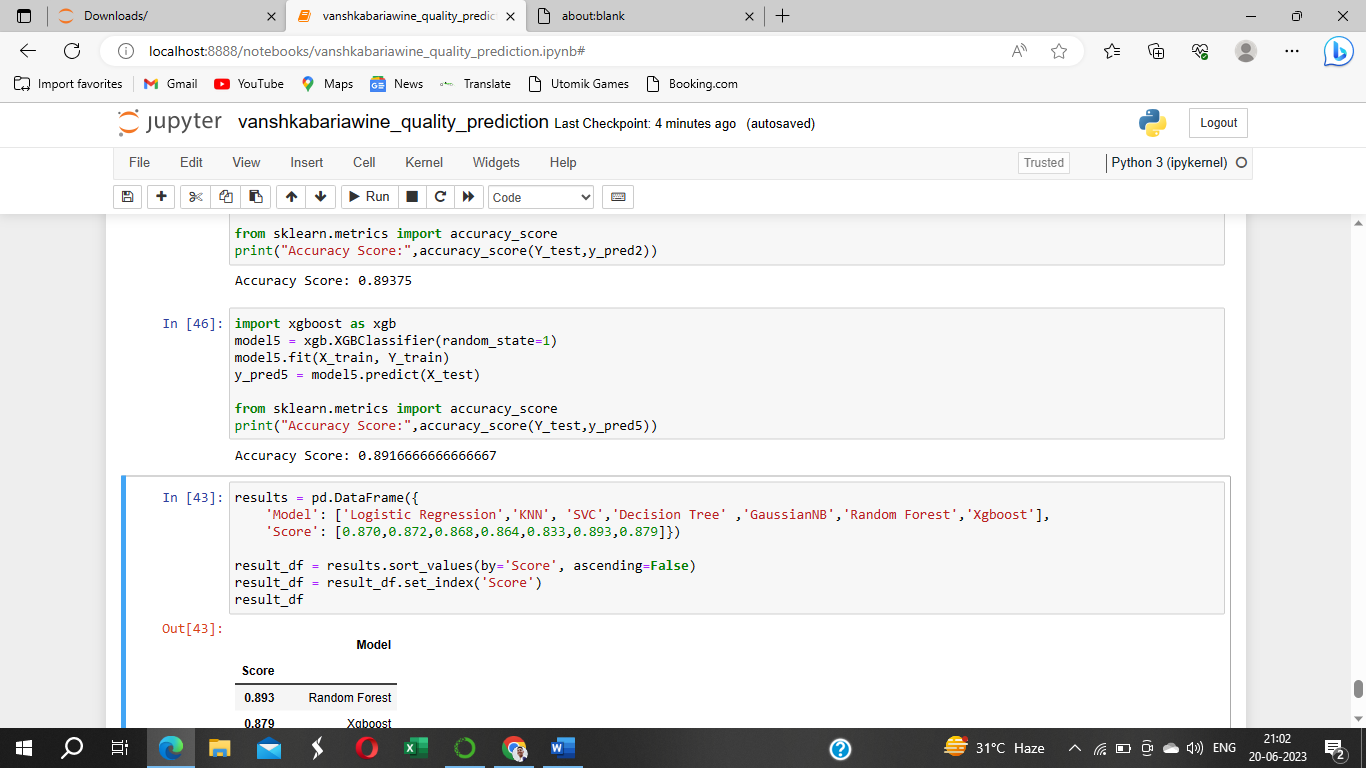 Downloads/
vanshkabariawine_quality_predic
about:blank
localhost:8888/notebooks/vanshkabariawine_quality_prediction.ipynb#
Import favorites
Gmail
YouTube
Maps
News
Translate
Utomik Games
Booking.com
jupyter
vanshkabariawine_quality_prediction Last Checkpoint: 4 minutes ago (autosaved)
Logout
File Edit View Insert Cell Kernel Widgets Help
Trusted
Python 3 (ipykernel)
Run
Code
from sklearn.metrics import accuracy_score
print("Accuracy Score:",accuracy_score(Y_test,y_pred2))
Accuracy Score: 0.89375
In [46]:
import xgboost as xgb
model5 = xgb.XGBClassifier(random_state=1)
model5.fit(X_train, Y_train)
y_pred5 = model5.predict(X_test)
from sklearn.metrics import accuracy_score
print("Accuracy Score:",accuracy_score(Y_test,y_pred5))
Accuracy Score: 0.8916666666666667
In [43]:
results = pd.DataFrame({
    'Model': ['Logistic Regression','KNN', 'SVC','Decision Tree' ,'GaussianNB','Random Forest','Xgboost'],
    'Score': [0.870,0.872,0.868,0.864,0.833,0.893,0.879]})
result_df = results.sort_values(by='Score', ascending=False)
result_df = result_df.set_index('Score')
result_df
Out[43]:
Model
Score
0.893 Random Forest
0.879 Xgboost
31°C Haze
ENG
21:02
20-06-2023
2